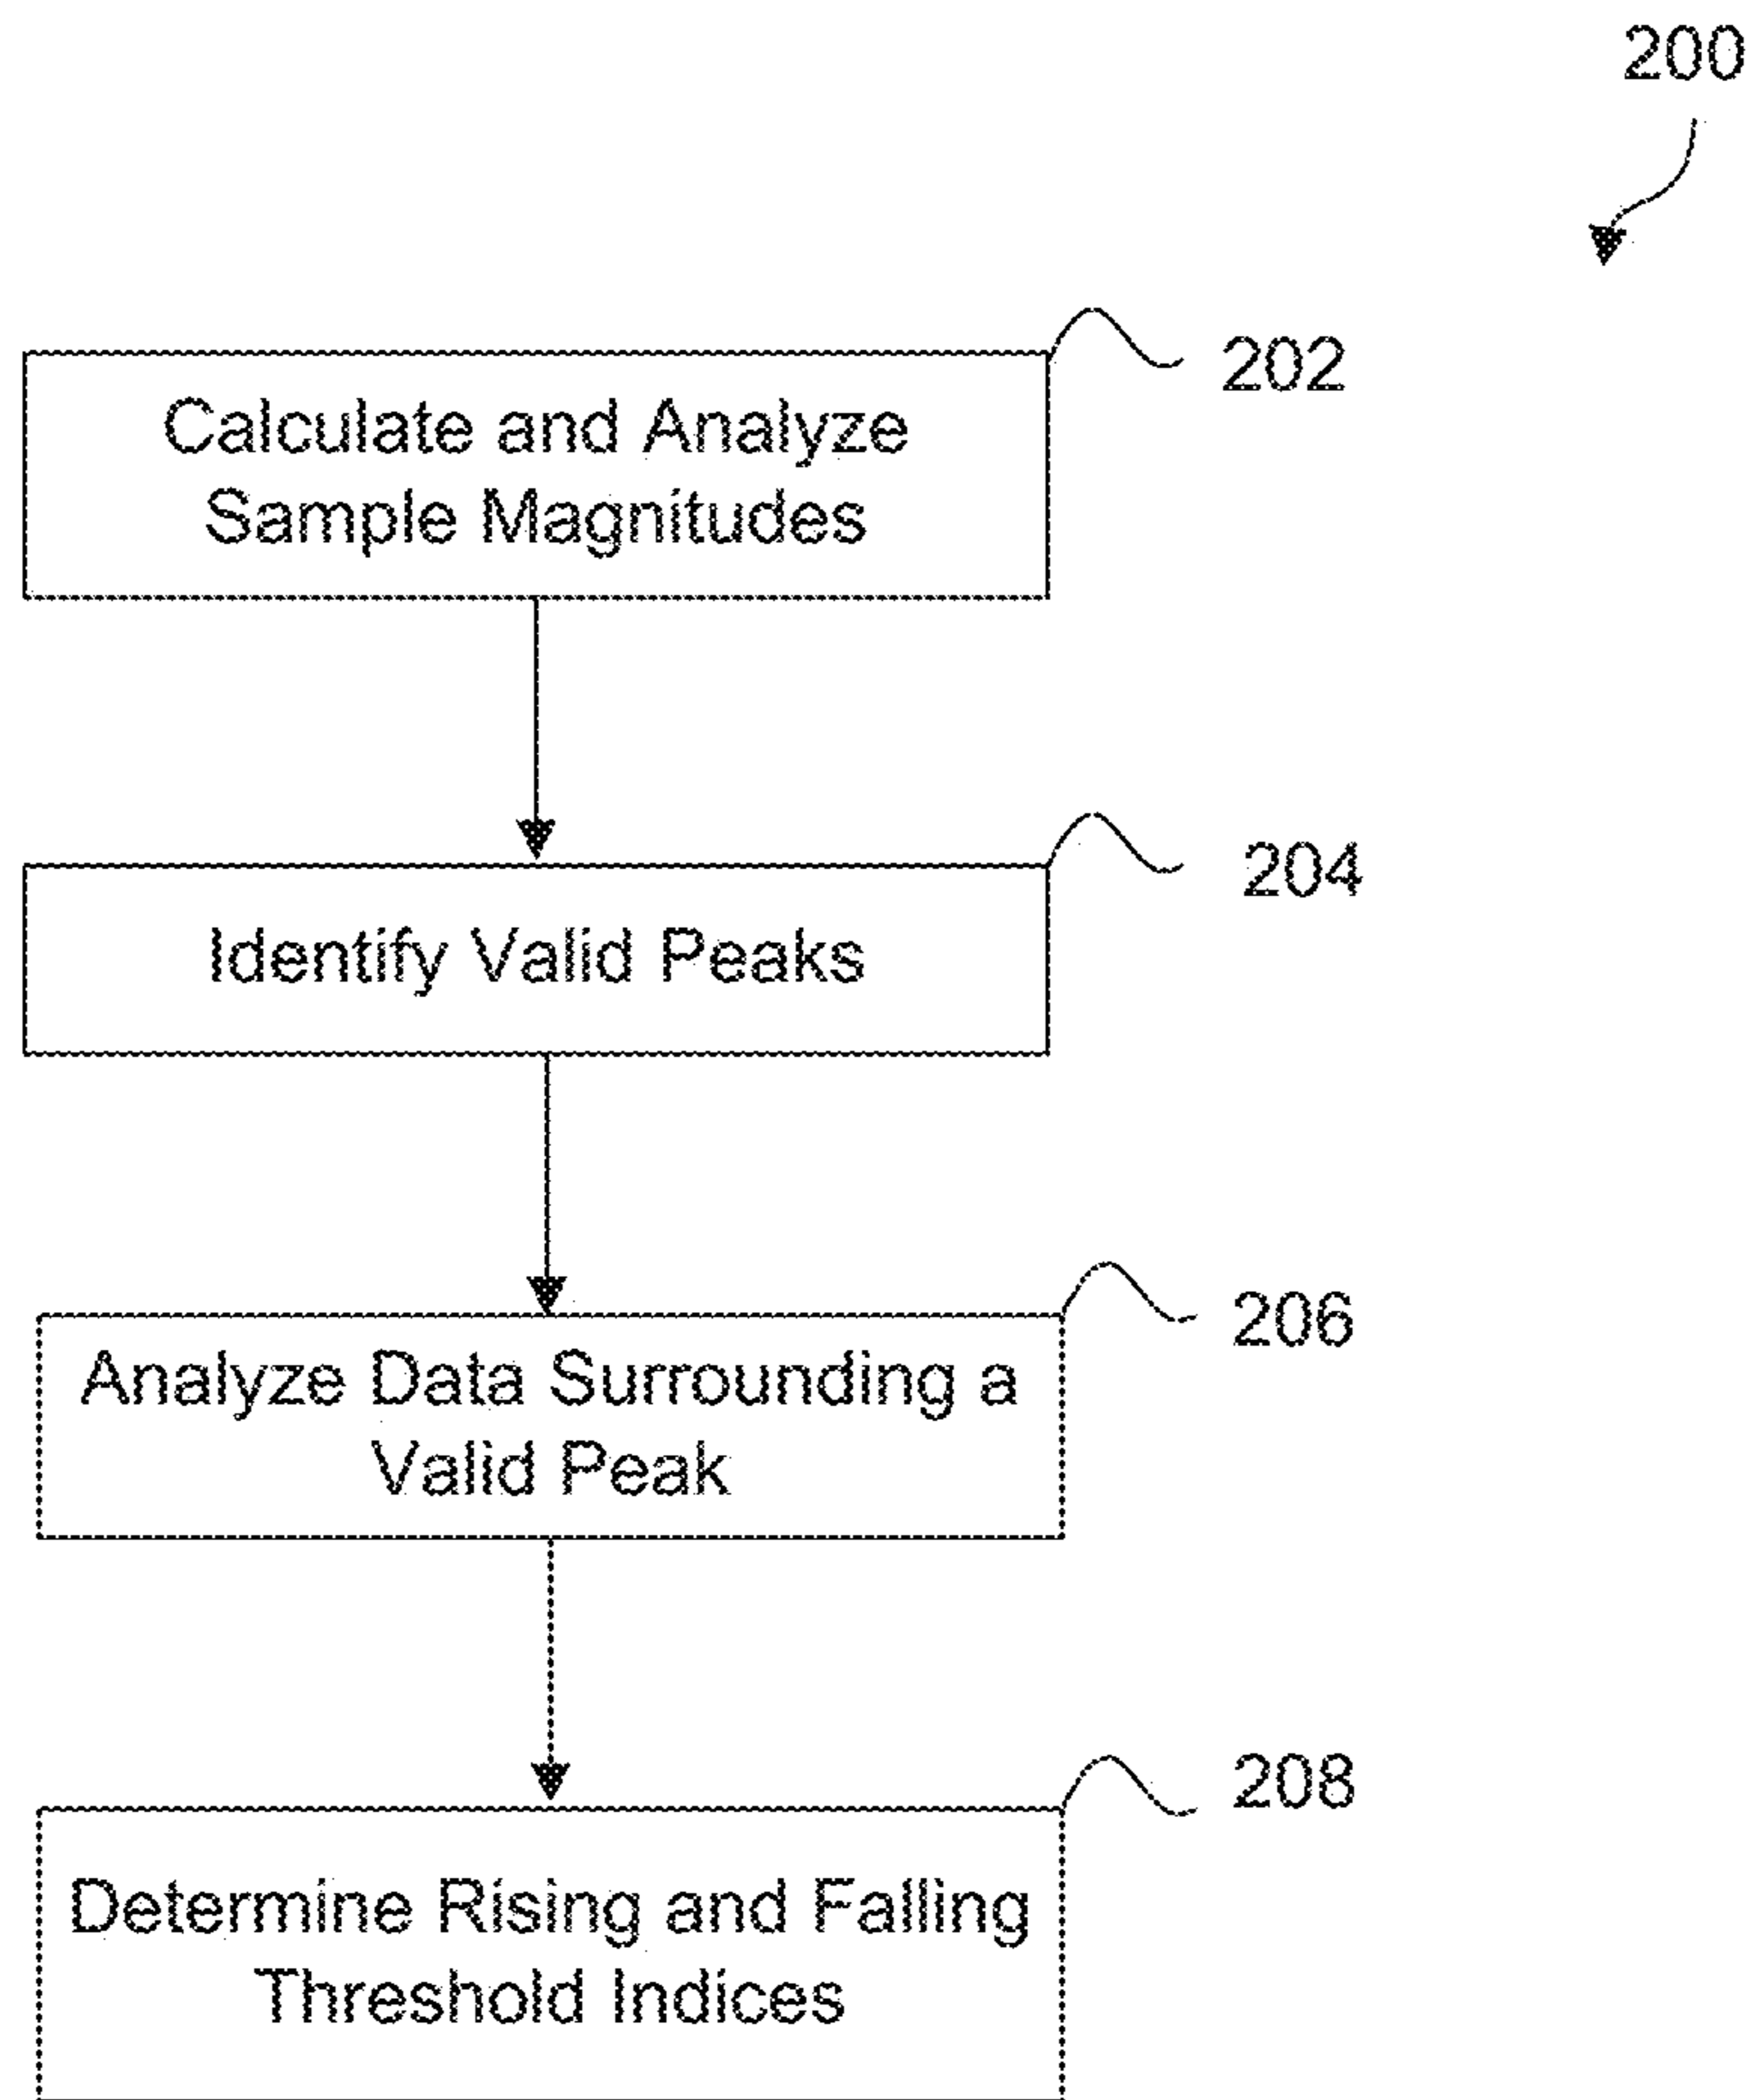 200
202
Calculate and Analyze
Sample Magnitudes
204
Identify Valid Peaks
206
Analyze Data Surrounding a
Valid Peak
208
Determine Rising and Falling
Threshold Indices